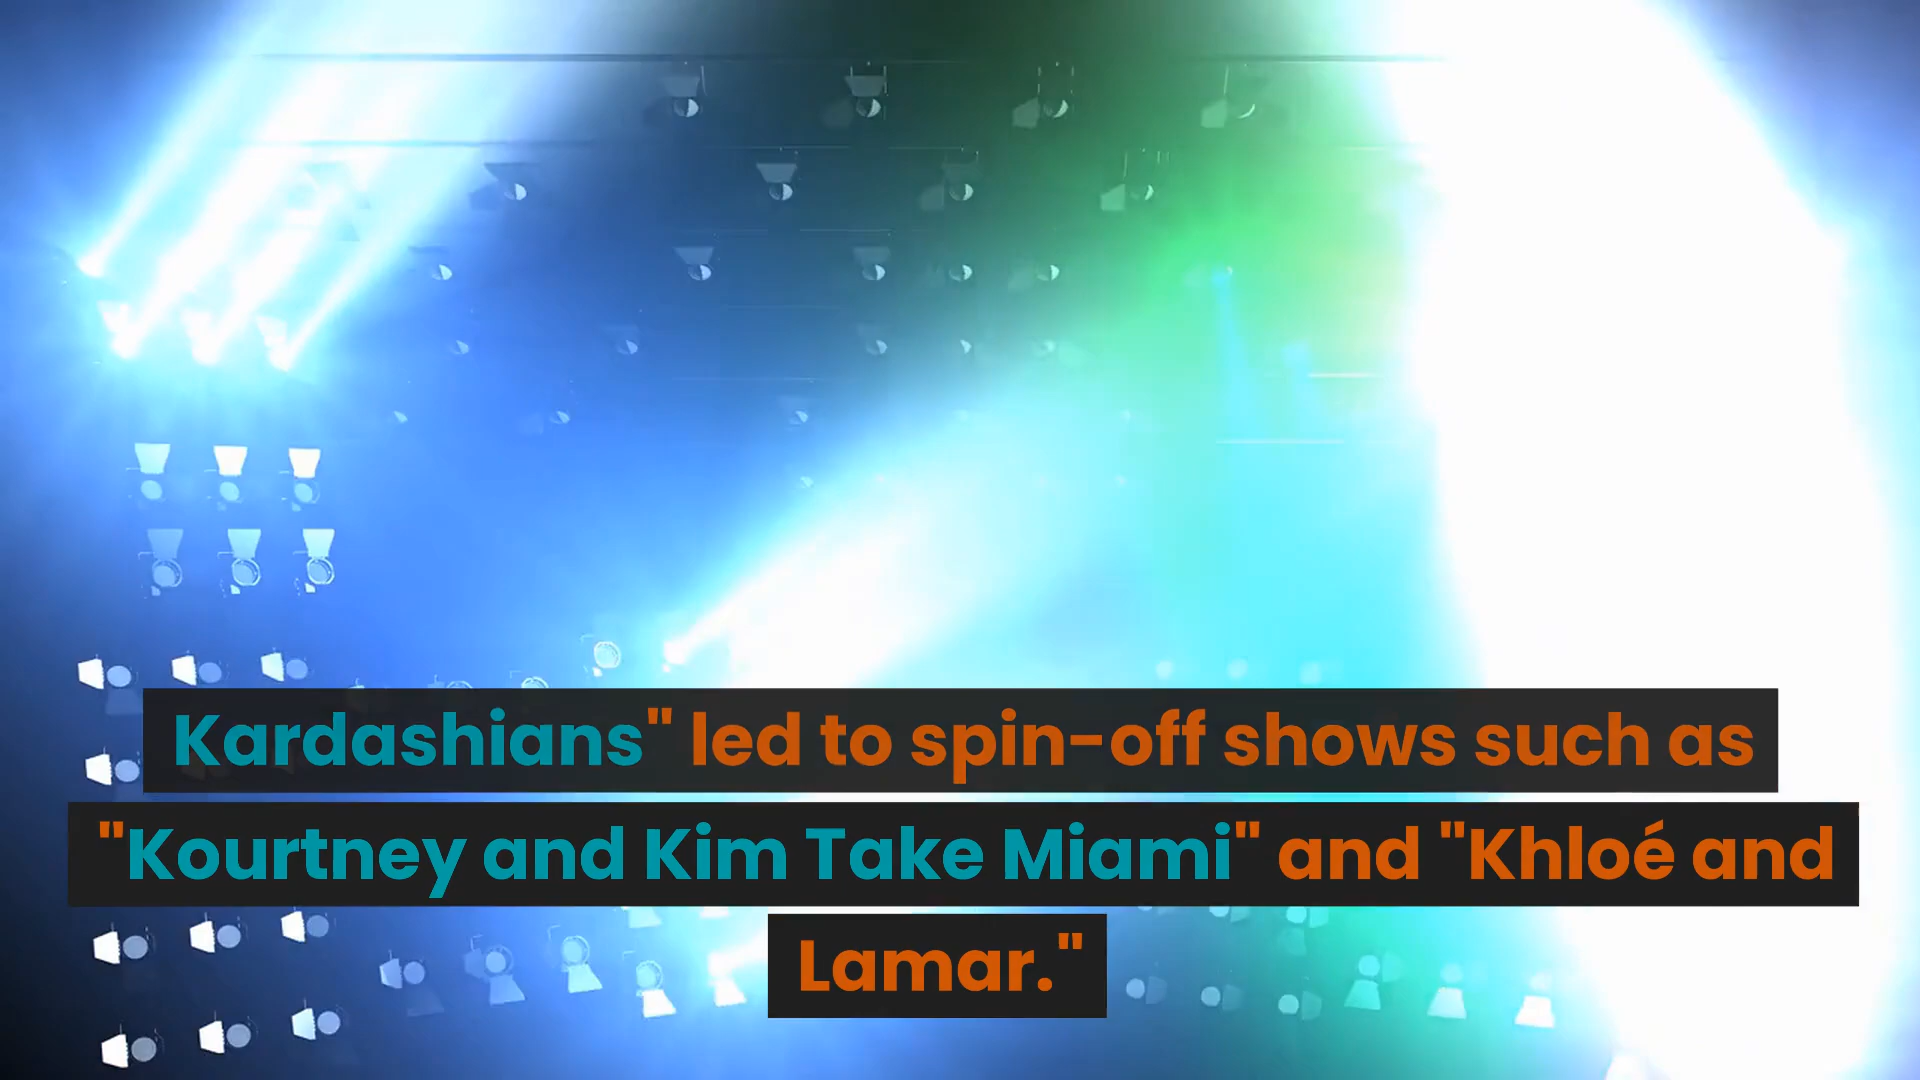 Kardashians" led to spin-off shows such as
"Kourtney and Kim Take Miami" and "Khloé and
Lamar."